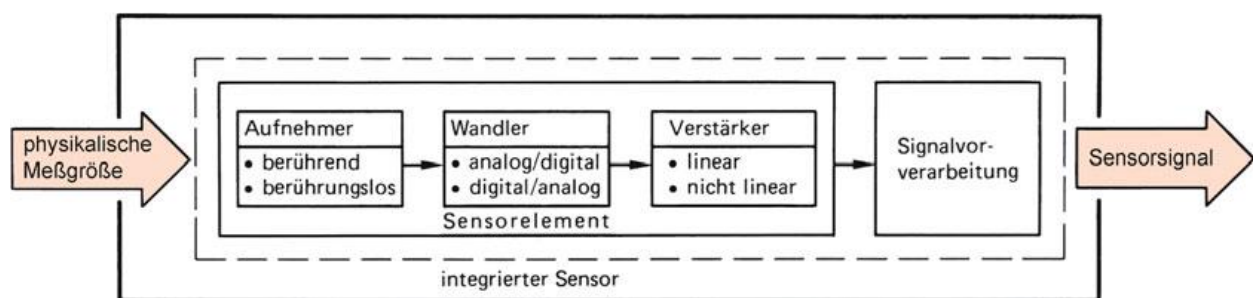 physikalische
Meßgröße
Aufnehmer
• berührend
• berührungslos
Wandler
• analog/digital
• digital/analog
Verstärker
• linear
• nicht linear
Sensorelement
Signalvor-
verarbeitung
integrierter Sensor
Sensorsignal